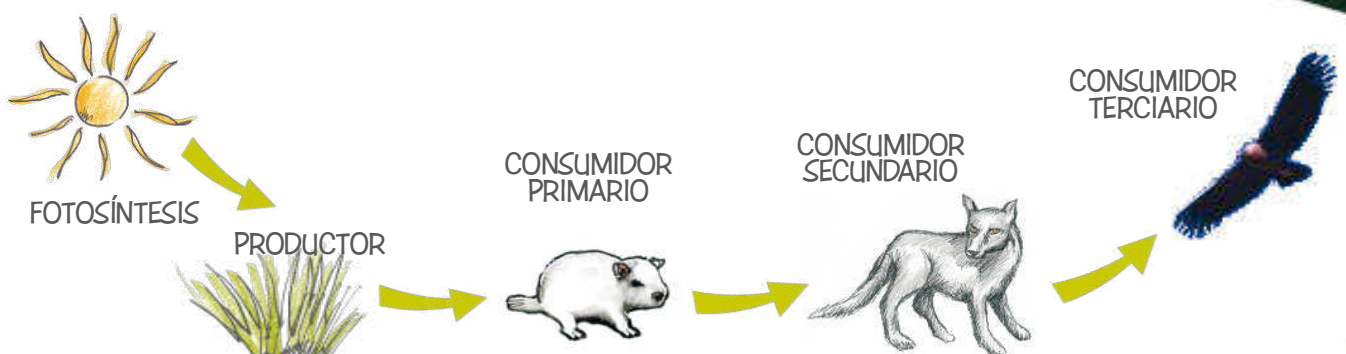 FOTOSÍNTESIS
PRODUCTOR
CONSUMIDOR
PRIMARIO
CONSUMIDOR
SECUNDARIO
CONSUMIDOR
TERCIARIO